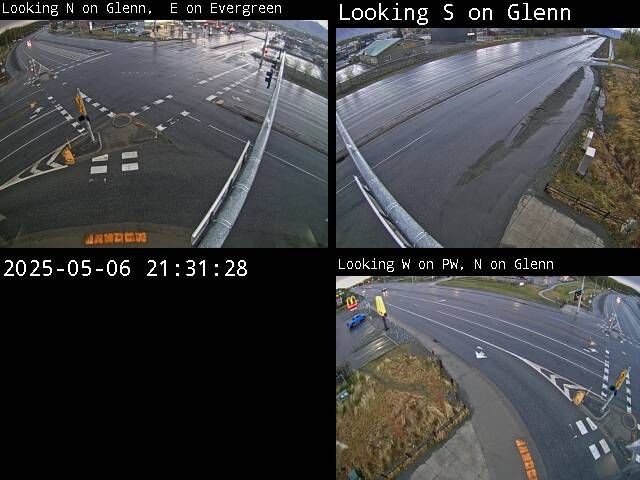 Looking N on Glenn,  E on Evergreen
Looking S on Glenn
2025-05-06 21:31:28
Looking W on PW, N on Glenn